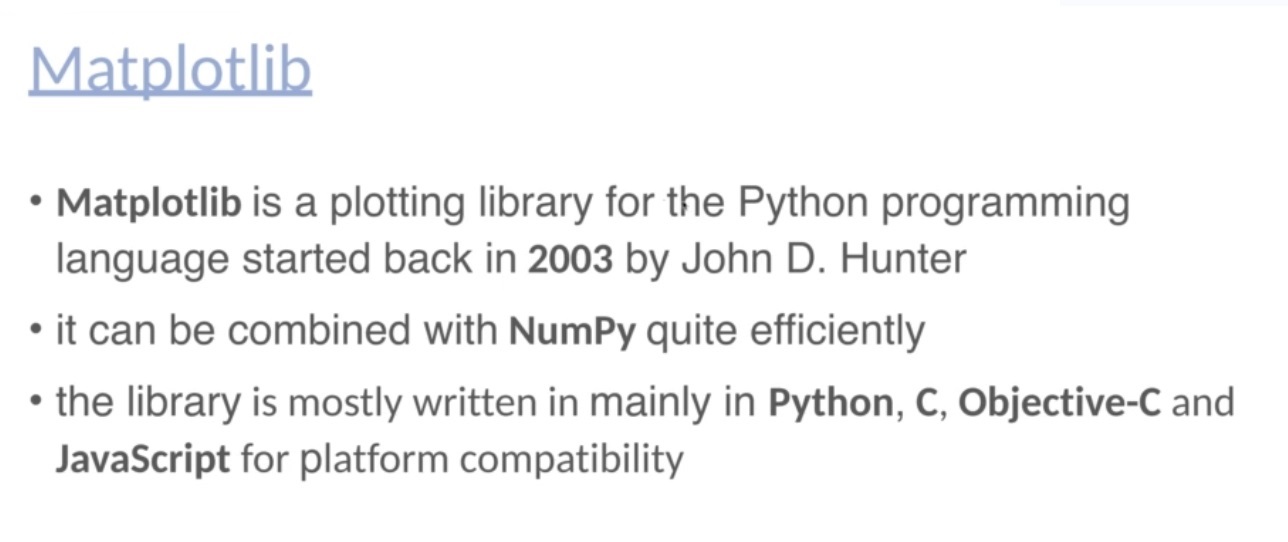 Matplotlib
• Matplotlib is a plotting library for the Python programming
language started back in 2003 by John D. Hunter
• it can be combined with NumPy quite efficiently
• the library is mostly written in mainly in Python, C, Objective-C and
JavaScript for platform compatibility